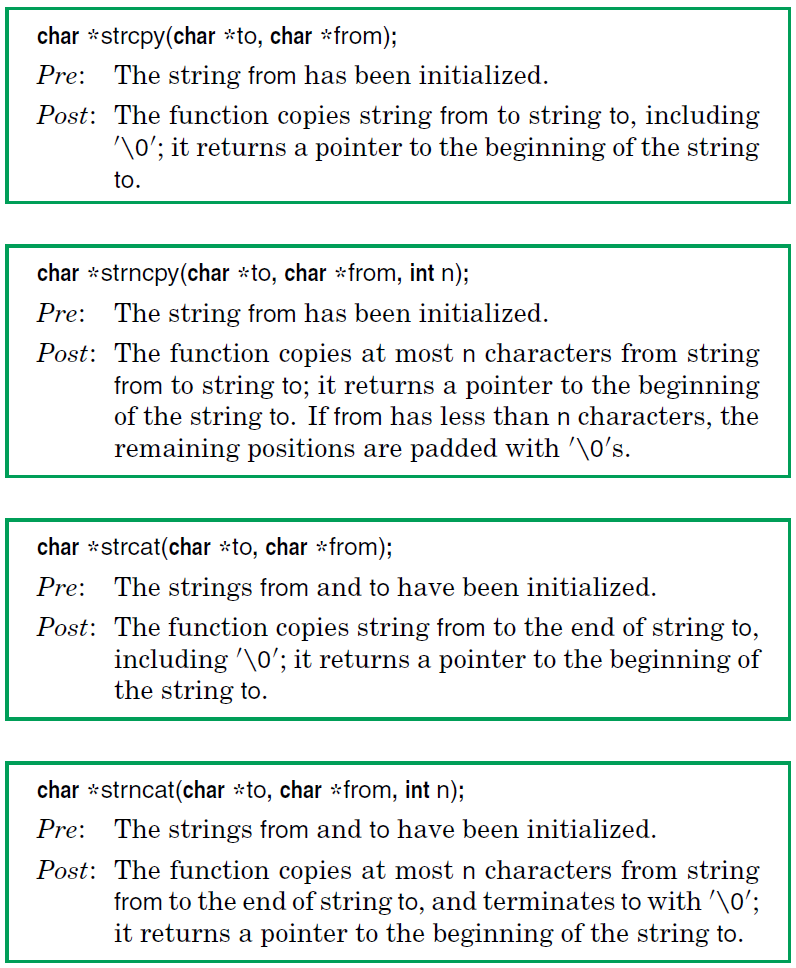 char *strcpy(char *to, char *from);
Pre: The string from has been initialized.
Post: The function copies string from to string to, including
'\0'; it returns a pointer to the beginning of the string
to.
char *strncpy(char *to, char *from, int n);
Pre: The string from has been initialized.
Post: The function copies at most n characters from string
from to string to; it returns a pointer to the beginning
of the string to. If from has less than n characters, the
remaining positions are padded with '\0's.
char *strcat(char *to, char *from);
Pre: The strings from and to have been initialized.
Post: The function copies string from to the end of string to,
including '\0'; it returns a pointer to the beginning of
the string to.
char *strncat(char *to, char *from, int n);
Pre: The strings from and to have been initialized.
Post: The function copies at most n characters from string
from to the end of string to, and terminates to with '\0';
it returns a pointer to the beginning of the string to.